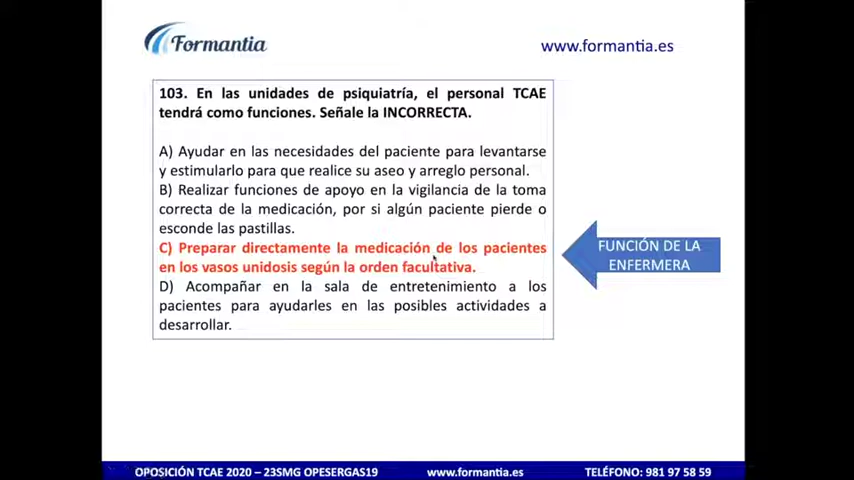 Formantia
www.formantia.es
103. En las unidades de psiquiatría, el personal TCAE
tendrá como funciones. Señale la INCORRECTA.
A) Ayudar en las necesidades del paciente para levantarse
y estimularlo para que realice su aseo y arreglo personal.
B) Realizar funciones de apoyo en la vigilancia de la toma
correcta de la medicación, por si algún paciente pierde o
esconde las pastillas.
C) Preparar directamente la medicación de los pacientes
en los vasos unidosis según la orden facultativa.
FUNCIÓN DE LA
ENFERMERA
D) Acompañar en la sala de entretenimiento a los
pacientes para ayudarles en las posibles actividades a
desarrollar.
OPOSICIÓN TCAE 2020 – 23SMG OPESERGAS19
www.formantia.es
TELÉFONO: 981 97 58 59